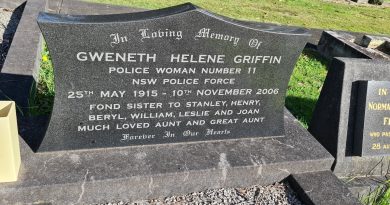 In Loving Memory Of
GWENETH HELENE GRIFFIN
POLICE WOMAN NUMBER 11
NSW POLICE FORCE
25TH MAY 1915 - 10TH NOVEMBER 2006
FOND SISTER TO STANLEY, HENRY,
BERYL, WILLIAM, LESLIE and JOAN
MUCH LOVED AUNT and GREAT AUNT
Forever In Our Hearts
IN
NORMA